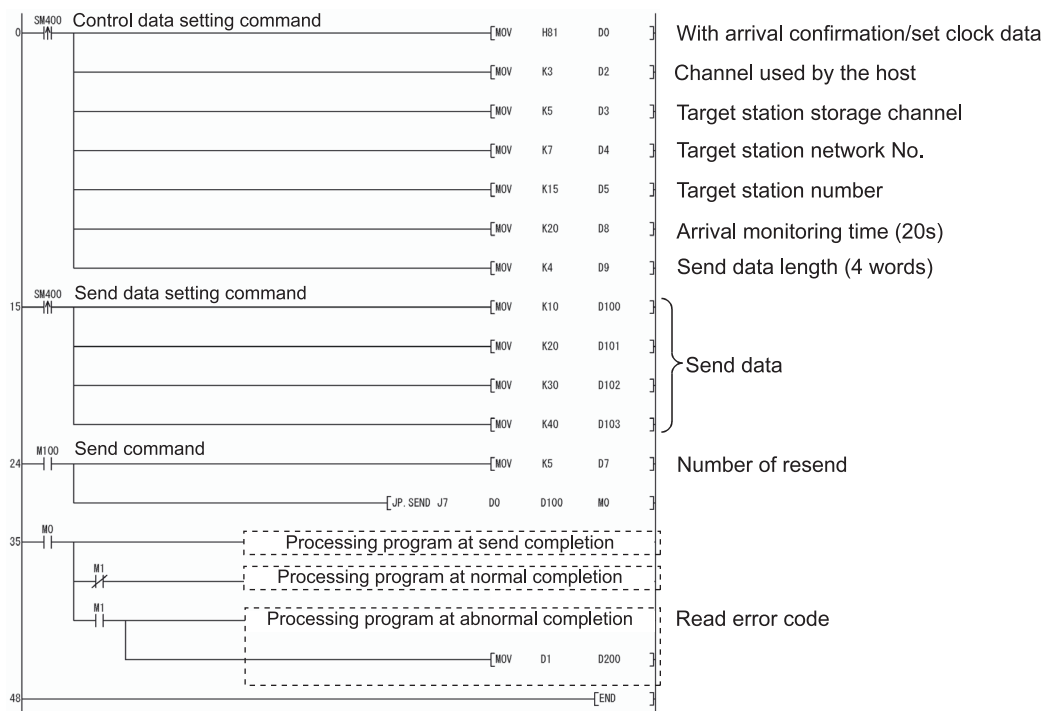 SM400 Control data setting command
0 [MOV H81 D0 ] With arrival confirmation/set clock data
[MOV K3 D2 ] Channel used by the host
[MOV K5 D3 ] Target station storage channel
[MOV K7 D4 ] Target station network No.
[MOV K15 D5 ] Target station number
[MOV K20 D8 ] Arrival monitoring time (20s)
[MOV K4 D9 ] Send data length (4 words)
SM400 Send data setting command
15 [MOV K10 D100 ]
[MOV K20 D101 ]
Send data
[MOV K30 D102 ]
[MOV K40 D103 ]
M100 Send command
24 [MOV K5 D7 ] Number of resend
[JP.SEND J7 D0 D100 M0 ]
M0
35 Processing program at send completion
M1
Processing program at normal completion
M1
Processing program at abnormal completion Read error code
[MOV D1 D200 ]
48 [END ]